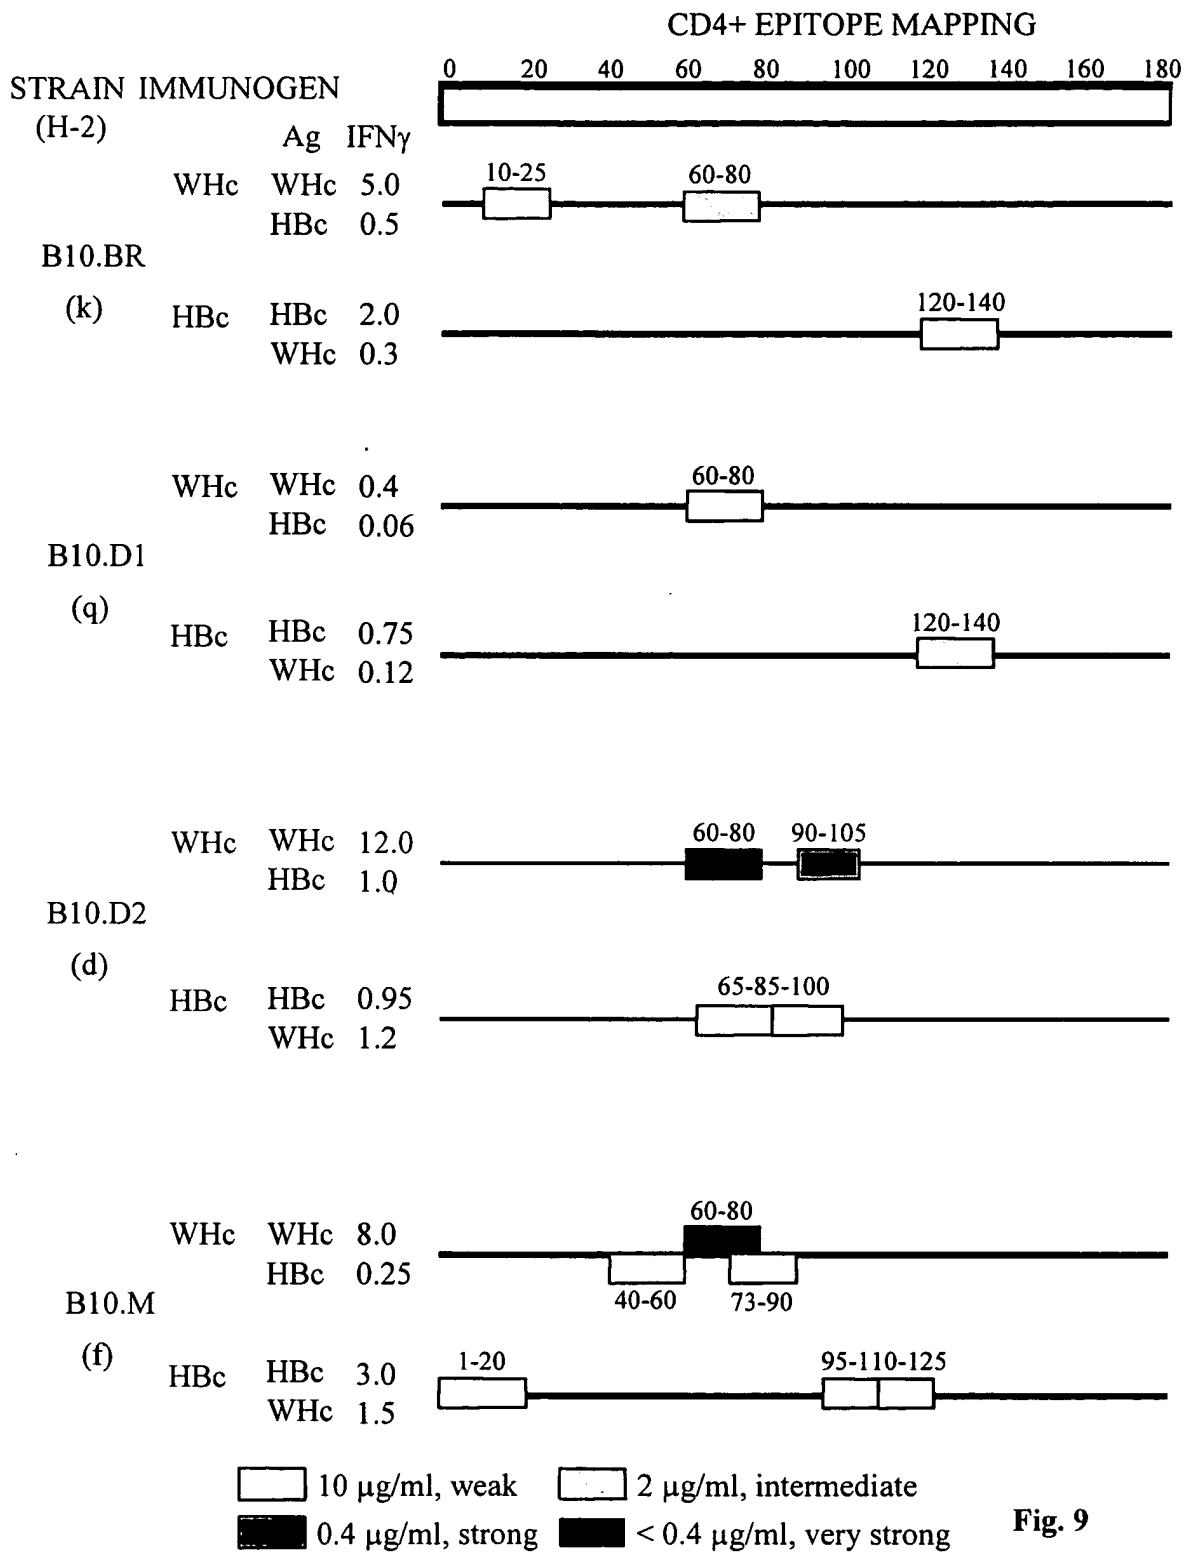 CD4+ EPITOPE MAPPING
0 20 40 60 80 100 120 140 160 180
STRAIN IMMUNOGEN
(H-2)
Ag IFNγ
10-25 60-80
WHc WHc 5.0
HBc 0.5
B10.BR
(k)
120-140
HBc HBc 2.0
WHc 0.3
60-80
WHc WHc 0.4
HBc 0.06
B10.D1
(q)
120-140
HBc HBc 0.75
WHc 0.12
60-80 90-105
WHc WHc 12.0
HBc 1.0
B10.D2
(d)
65-85-100
HBc HBc 0.95
WHc 1.2
60-80
WHc WHc 8.0
HBc 0.25
40-60 73-90
B10.M
(f)
1-20 95-110-125
HBc HBc 3.0
WHc 1.5
10 μg/ml, weak 2 μg/ml, intermediate
0.4 μg/ml, strong < 0.4 μg/ml, very strong
Fig. 9